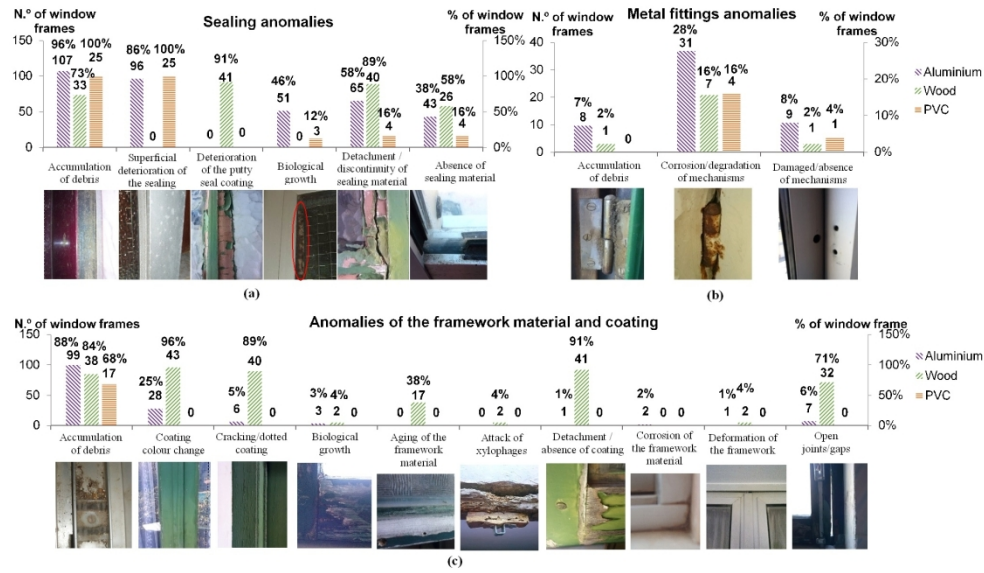 N.º of window
frames
(a)
Sealing anomalies
% of window
frames
150
100
50
0
150%
100%
50%
0%
96% 100%
107 25
73%
33
86% 100%
96 25
0
91%
41
0 0
46%
51
12%
0 3
58% 89%
65 40
16%
4
38% 58%
43 26
16%
4
Accumulation
of debris
Superficial
deterioration of
the sealing
Deterioration
of the putty
seal coating
Biological
growth
Detachment /
discontinuity of
sealing material
Absence of
sealing material
(a)
N.º of window
frames
(b)
Metal fittings anomalies
% of window
frames
40
30
20
10
0
30%
20%
10%
0%
7%
8
2%
1
0
28%
31
16% 16%
7 4
8%
9
2%
1
4%
1
Accumulation
of debris
Corrosion/degradation
of mechanisms
Damaged/absence
of mechanisms
Aluminium
Wood
PVC
(b)
N.º of window frames
Anomalies of the framework material and coating
% of window frame
150
100
50
0
150%
100%
50%
0%
88% 84%
99 38
68%
17
96%
43
25%
28
0
89%
40
5%
6
0
3% 4%
3 2 0
38%
17
0 0
4%
0 2 0
91%
41
1%
1
0
2%
2 0 0
1% 4%
1 2 0
71%
32
6%
7
0
Accumulation
of debris
Coating
colour change
Cracking/dotted
coating
Biological
growth
Aging of the
framework
material
Attack of
xylophages
Detachment /
absence of coating
Corrosion of
the framework
material
Deformation of
the framework
Open
joints/gaps
Aluminium
Wood
PVC
(c)